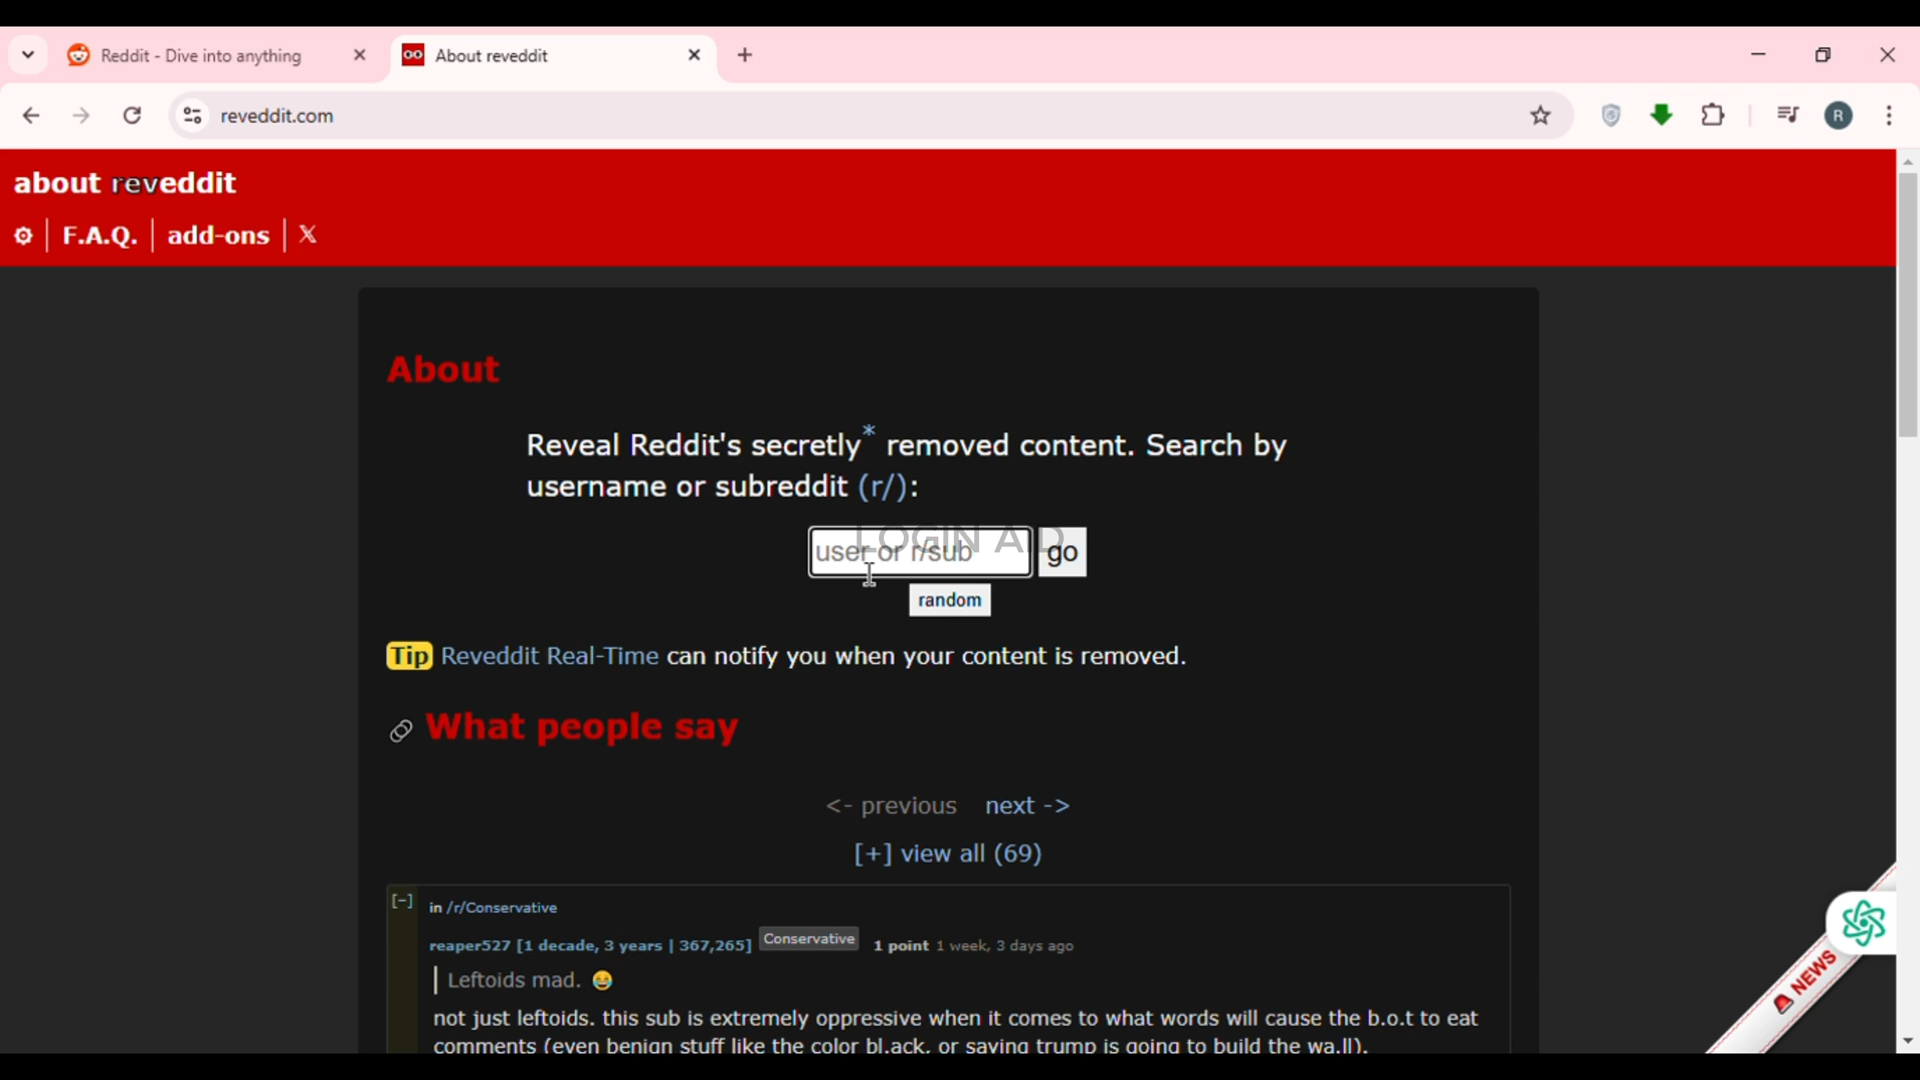 Reddit - Dive into anything
About reveddit
reveddit.com
R
about reveddit
F.A.Q.
add-ons
𝕏
About
Reveal Reddit's secretly* removed content. Search by
username or subreddit (r/):
user or r/sub
go
LOGIN AID
random
Tip Reveddit Real-Time can notify you when your content is removed.
What people say
<- previous next ->
[+] view all (69)
[-] in /r/Conservative
reaper527 [1 decade, 3 years | 367,265] Conservative 1 point 1 week, 3 days ago
Leftoids mad. 😂
not just leftoids. this sub is extremely oppressive when it comes to what words will cause the b.o.t to eat
comments (even benign stuff like the color bl.ack, or saying trump is going to build the wa.ll).
NEWS